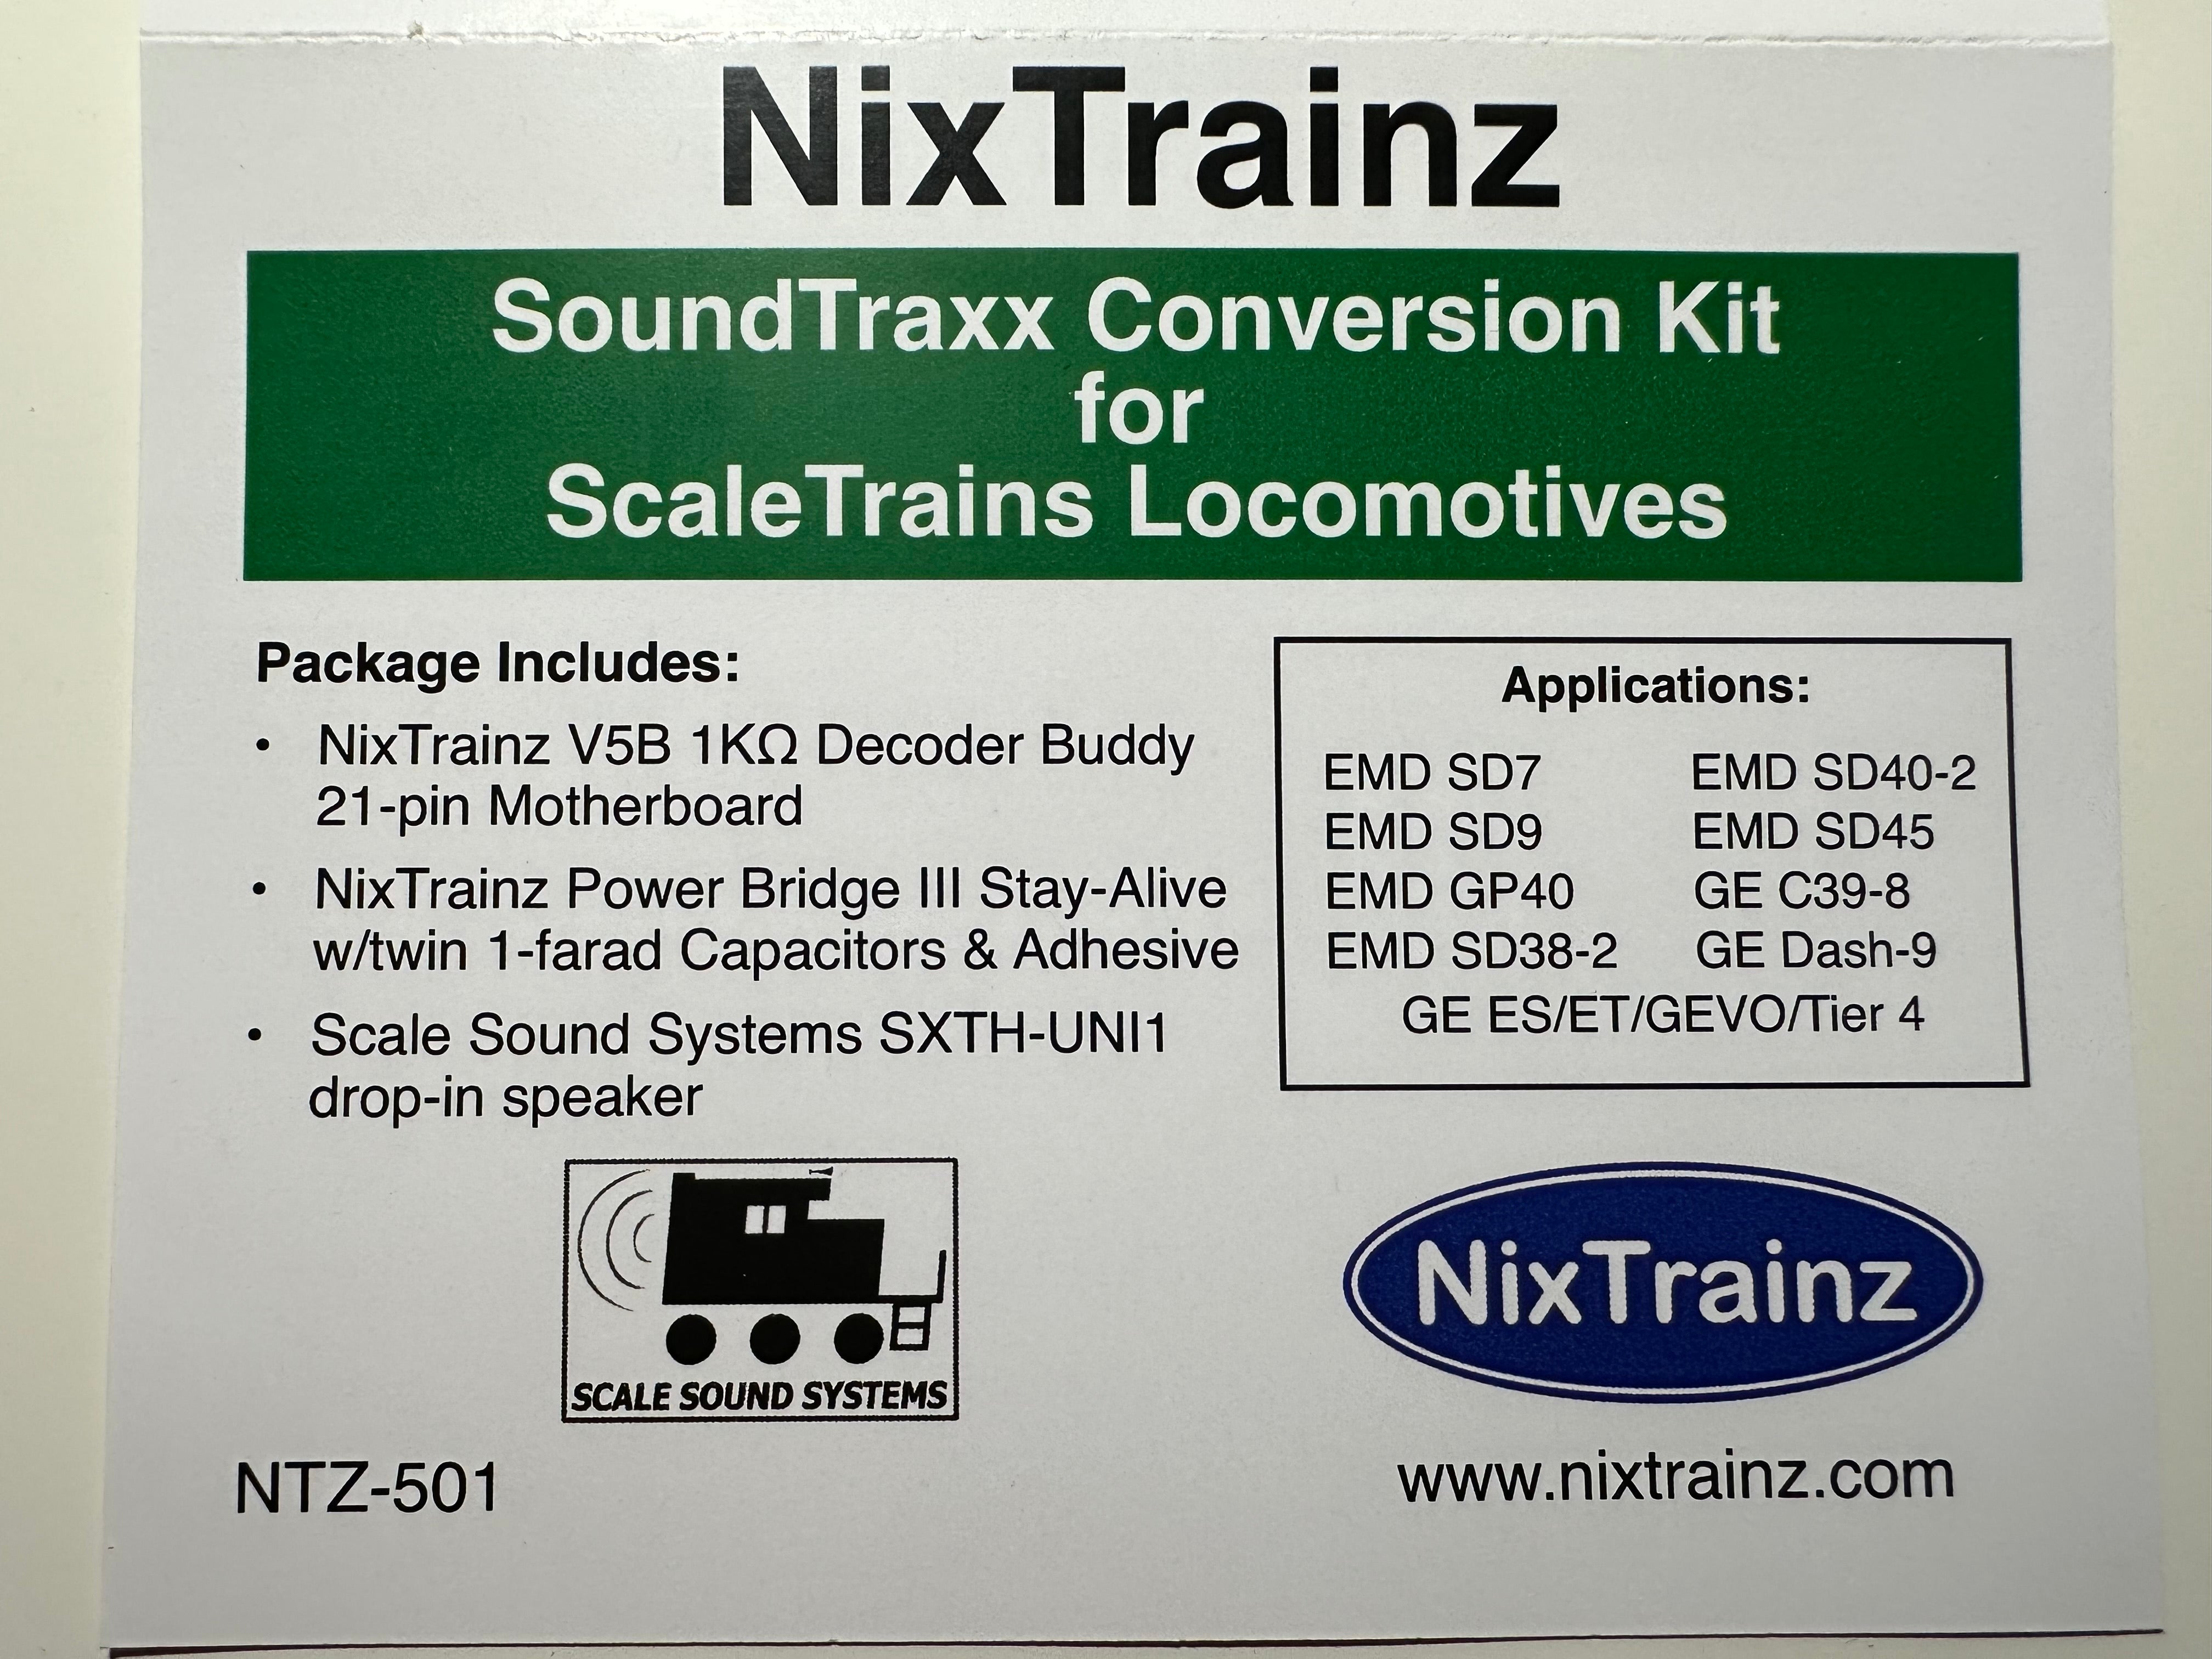 NixTrainz
SoundTraxx Conversion Kit
for
ScaleTrains Locomotives
Package Includes:
• NixTrainz V5B 1KΩ Decoder Buddy
21-pin Motherboard
• NixTrainz Power Bridge III Stay-Alive
w/twin 1-farad Capacitors & Adhesive
• Scale Sound Systems SXTH-UNI1
drop-in speaker
Applications:
EMD SD7 EMD SD40-2
EMD SD9 EMD SD45
EMD GP40 GE C39-8
EMD SD38-2 GE Dash-9
GE ES/ET/GEVO/Tier 4
SCALE SOUND SYSTEMS
NixTrainz
NTZ-501
www.nixtrainz.com